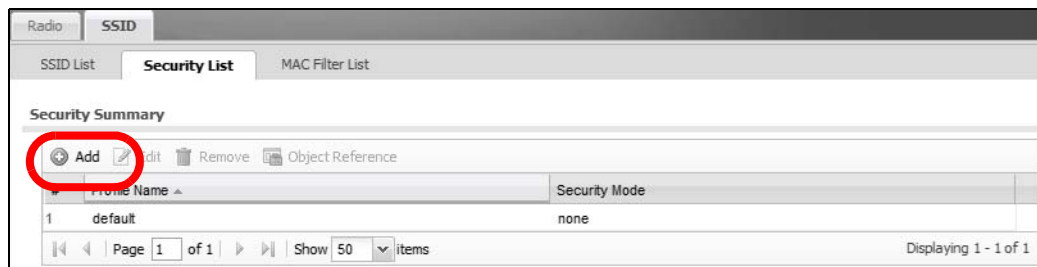 Radio SSID
SSID List Security List MAC Filter List
Security Summary
Add Edit Remove Object Reference
# Profile Name Security Mode
1 default none
Page 1 of 1 Show 50 items Displaying 1 - 1 of 1